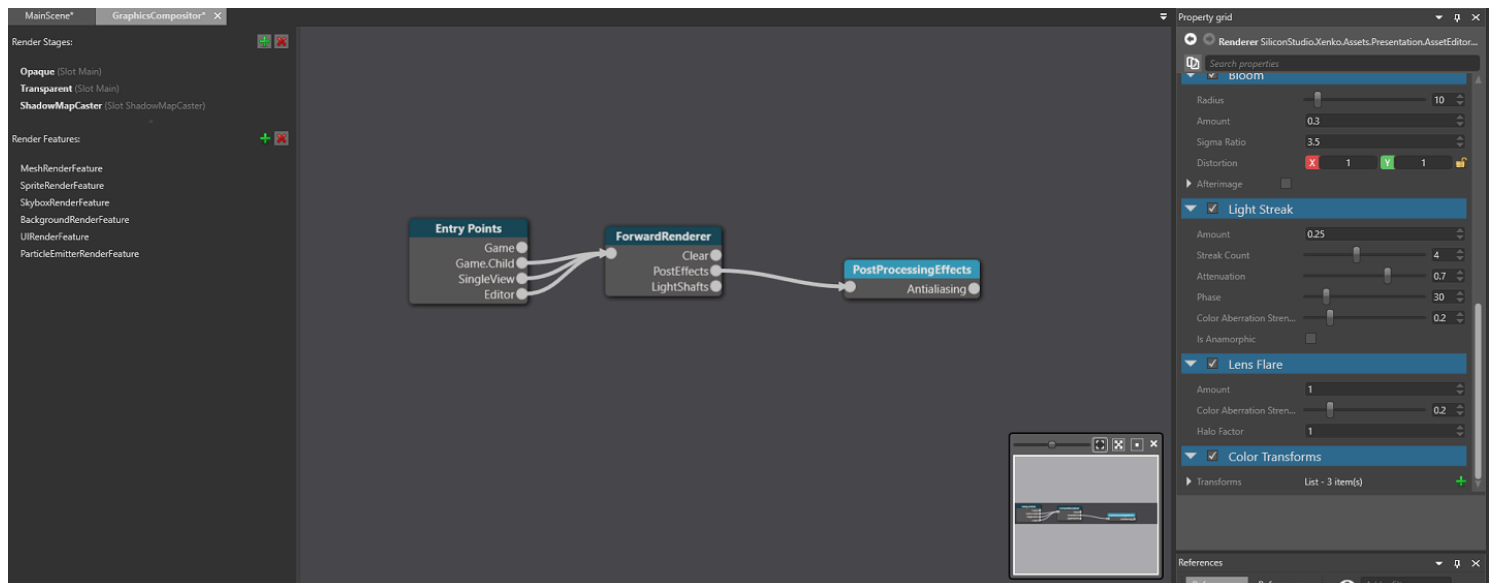 MainScene*
GraphicsCompositor*
Render Stages:
Opaque (Slot Main)
Transparent (Slot Main)
ShadowMapCaster (Slot ShadowMapCaster)
Render Features:
MeshRenderFeature
SpriteRenderFeature
SkyboxRenderFeature
BackgroundRenderFeature
UIRenderFeature
ParticleEmitterRenderFeature
Entry Points
Game
Game.Child
SingleView
Editor
ForwardRenderer
Clear
PostEffects
LightShafts
PostProcessingEffects
Antialiasing
Property grid
Renderer SiliconStudio.Xenko.Assets.Presentation.AssetEditor...
Search properties
Bloom
Radius 10
Amount 0.3
Sigma Ratio 3.5
Distortion X 1 Y 1
Afterimage
Light Streak
Amount 0.25
Streak Count 4
Attenuation 0.7
Phase 30
Color Aberration Stren... 0.2
Is Anamorphic
Lens Flare
Amount 1
Color Aberration Stren... 0.2
Halo Factor 1
Color Transforms
Transforms List - 3 item(s)
References